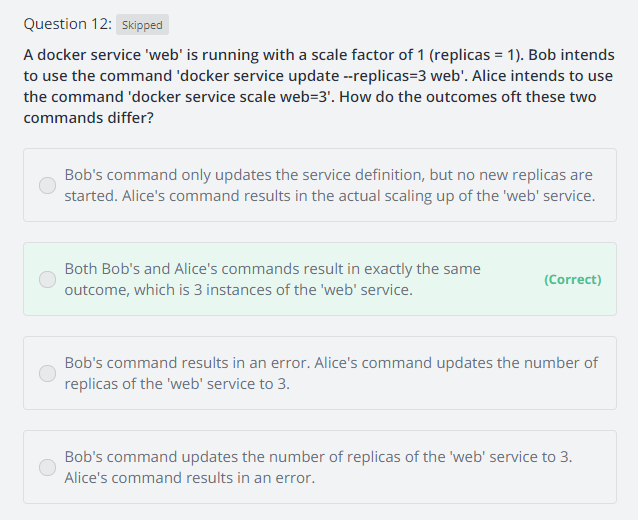 Question 12: Skipped
A docker service 'web' is running with a scale factor of 1 (replicas = 1). Bob intends
to use the command 'docker service update --replicas=3 web'. Alice intends to use
the command 'docker service scale web=3'. How do the outcomes oft these two
commands differ?
Bob's command only updates the service definition, but no new replicas are
started. Alice's command results in the actual scaling up of the 'web' service.
Both Bob's and Alice's commands result in exactly the same
outcome, which is 3 instances of the 'web' service.
(Correct)
Bob's command results in an error. Alice's command updates the number of
replicas of the 'web' service to 3.
Bob's command updates the number of replicas of the 'web' service to 3.
Alice's command results in an error.